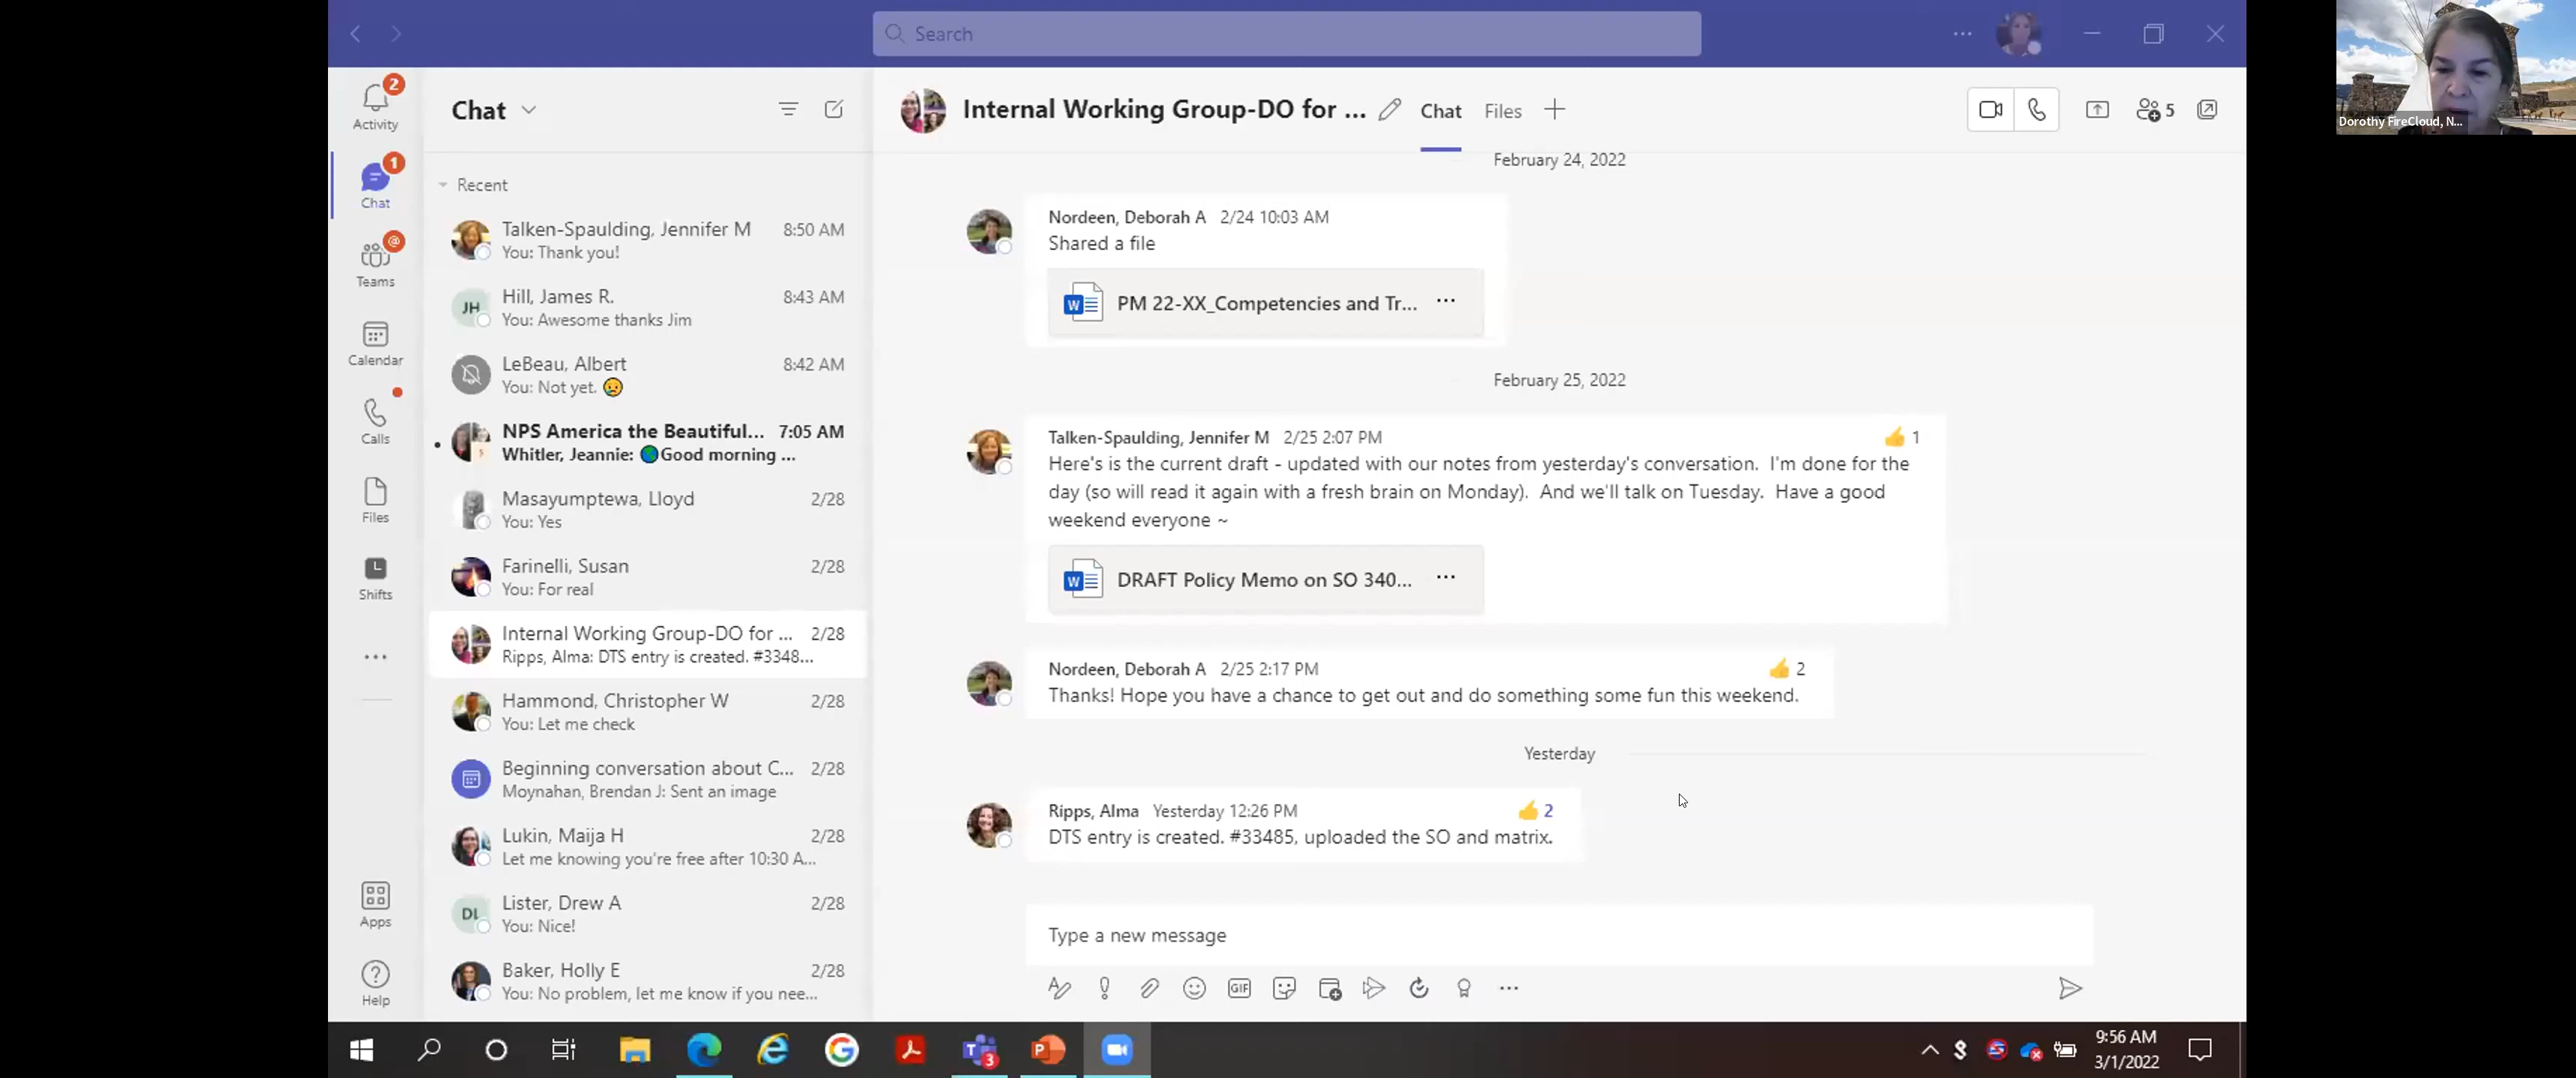 Search
Dorothy FireCloud, N...
2
Activity
Chat
Internal Working Group-DO for ...
Chat
Files
5
1
Chat
Recent
February 24, 2022
Talken-Spaulding, Jennifer M 8:50 AM
You: Thank you!
Nordeen, Deborah A 2/24 10:03 AM
Shared a file
@
Teams
JH
Hill, James R. 8:43 AM
You: Awesome thanks Jim
W
PM 22-XX_Competencies and Tr...
Calendar
LeBeau, Albert 8:42 AM
You: Not yet.
February 25, 2022
Calls
NPS America the Beautiful... 7:05 AM
Whitler, Jeannie: Good morning ...
Talken-Spaulding, Jennifer M 2/25 2:07 PM
1
Here's is the current draft - updated with our notes from yesterday's conversation. I'm done for the
day (so will read it again with a fresh brain on Monday). And we'll talk on Tuesday. Have a good
weekend everyone ~
Files
Masayumptewa, Lloyd 2/28
You: Yes
Shifts
Farinelli, Susan 2/28
You: For real
W
DRAFT Policy Memo on SO 340...
Internal Working Group-DO for ... 2/28
Ripps, Alma: DTS entry is created. #3348...
Nordeen, Deborah A 2/25 2:17 PM
2
Thanks! Hope you have a chance to get out and do something some fun this weekend.
Hammond, Christopher W 2/28
You: Let me check
Yesterday
Beginning conversation about C... 2/28
Moynahan, Brendan J: Sent an image
Ripps, Alma Yesterday 12:26 PM
2
DTS entry is created. #33485, uploaded the SO and matrix.
Lukin, Maija H 2/28
Let me knowing you're free after 10:30 A...
Apps
DL
Lister, Drew A 2/28
You: Nice!
Type a new message
Baker, Holly E 2/28
You: No problem, let me know if you nee...
Help
GIF
T
3
P
9:56 AM
3/1/2022